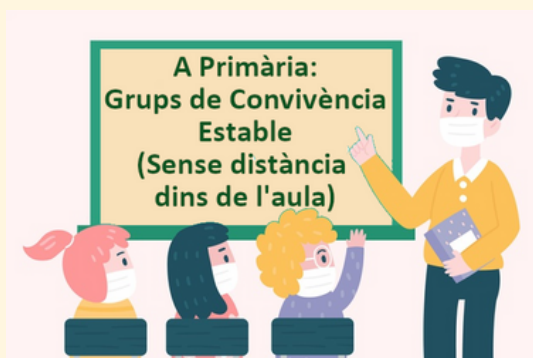 A Primària:
Grups de Convivència
Estable
(Sense distància
dins de l'aula)